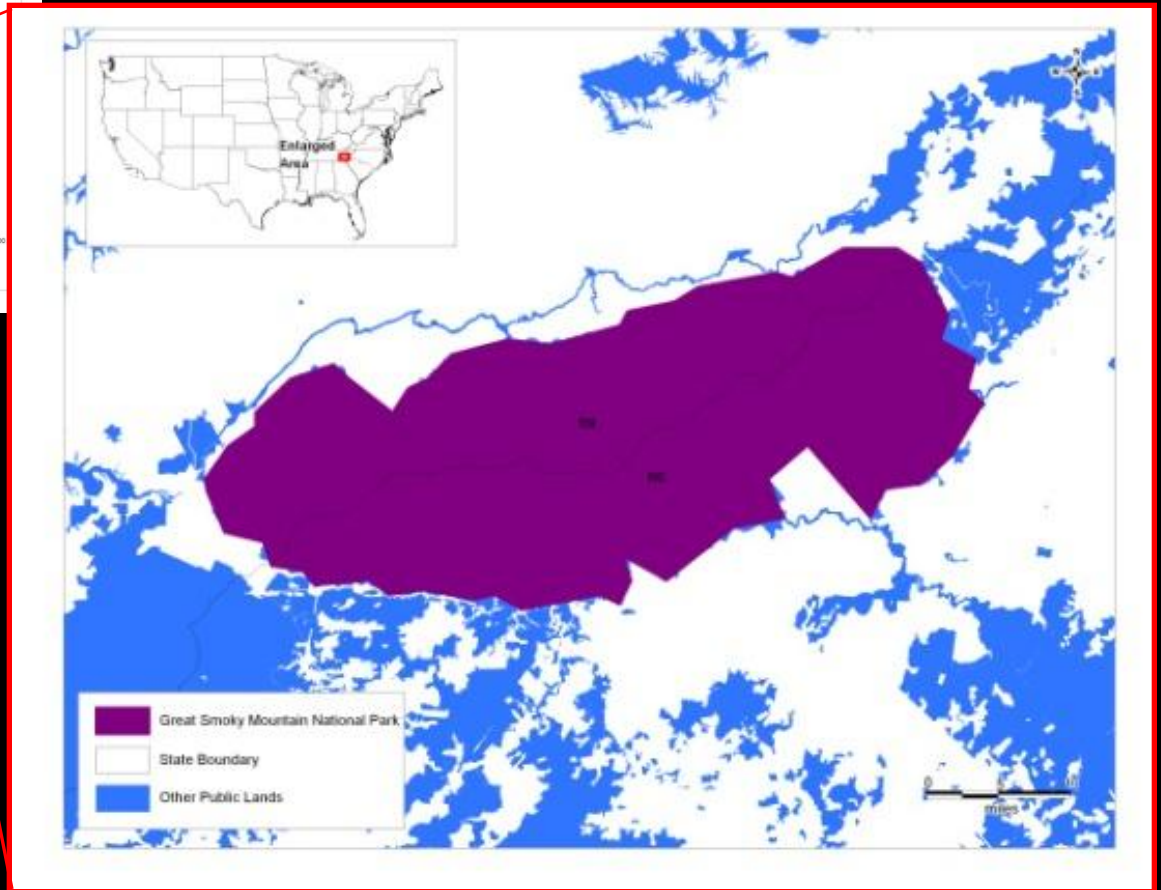 Enlarged
Area
N
Great Smoky Mountain National Park
State Boundary
Other Public Lands
0
miles